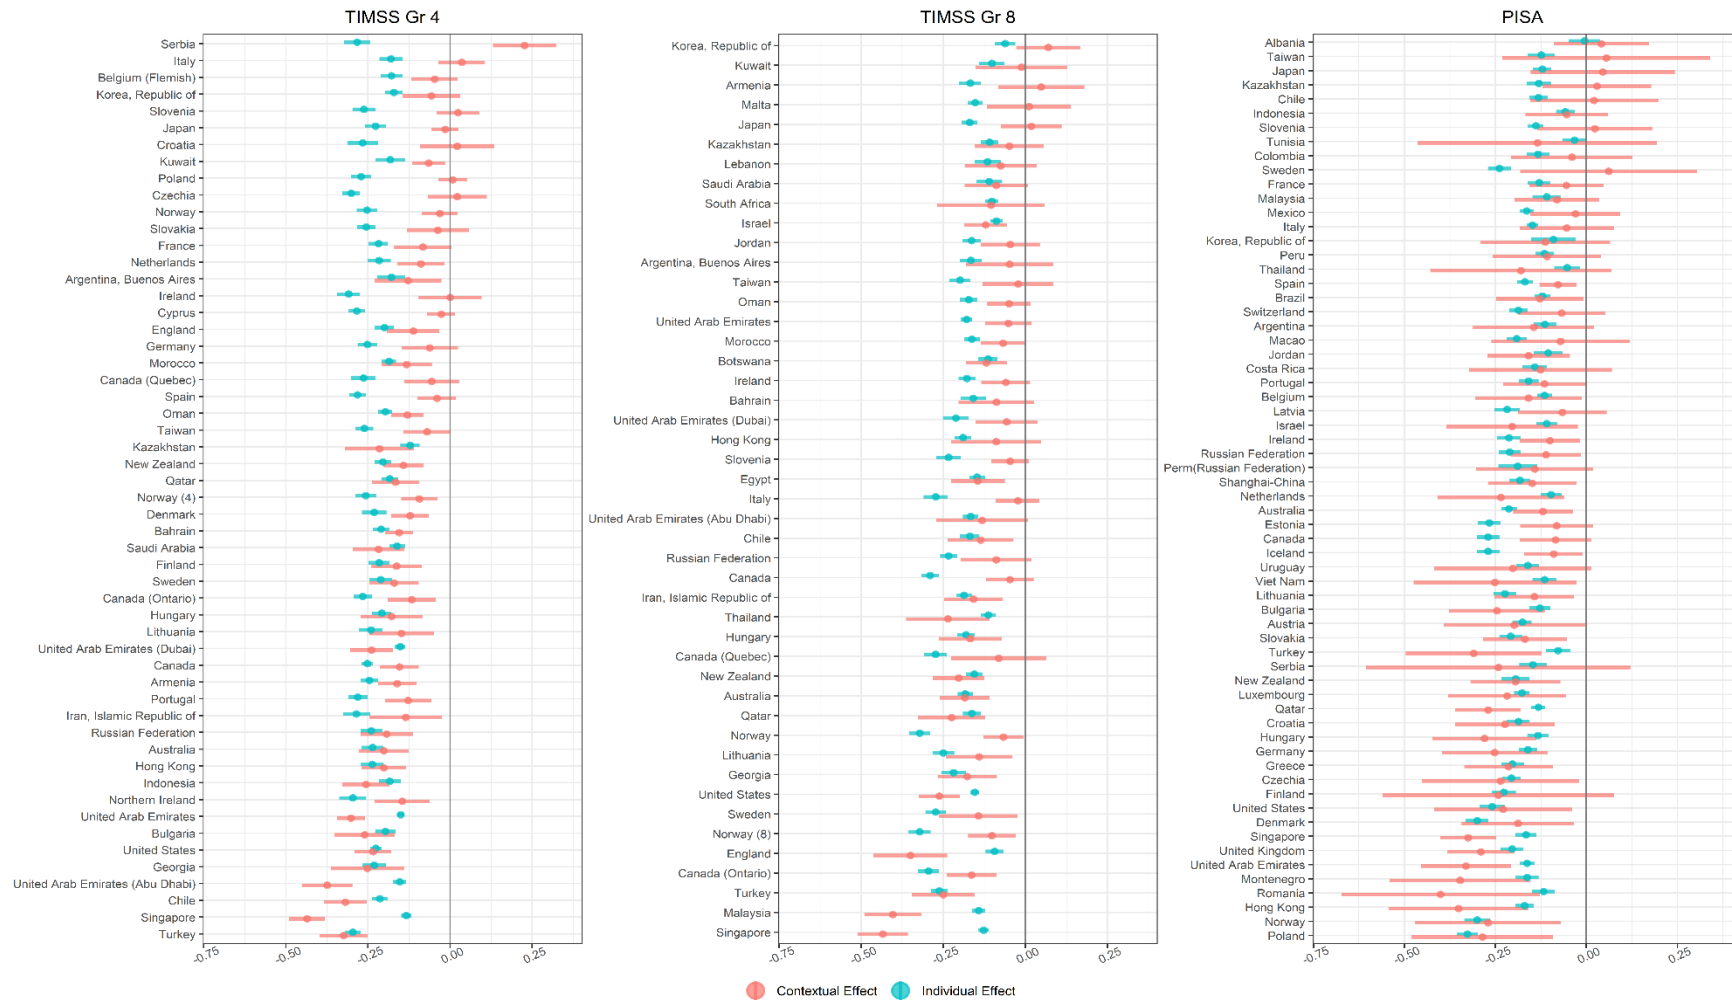 TIMSS Gr 4
Serbia
Italy
Belgium (Flemish)
Korea, Republic of
Slovenia
Japan
Croatia
Kuwait
Poland
Czechia
Norway
Slovakia
France
Netherlands
Argentina, Buenos Aires
Ireland
Cyprus
England
Germany
Morocco
Canada (Quebec)
Spain
Oman
Taiwan
Kazakhstan
New Zealand
Qatar
Norway (4)
Denmark
Bahrain
Saudi Arabia
Finland
Sweden
Canada (Ontario)
Hungary
Lithuania
United Arab Emirates (Dubai)
Canada
Armenia
Portugal
Iran, Islamic Republic of
Russian Federation
Australia
Hong Kong
Indonesia
Northern Ireland
United Arab Emirates
Bulgaria
United States
Georgia
United Arab Emirates (Abu Dhabi)
Chile
Singapore
Turkey
-0.75
-0.50
-0.25
0.00
0.25
TIMSS Gr 8
Korea, Republic of
Kuwait
Armenia
Malta
Japan
Kazakhstan
Lebanon
Saudi Arabia
South Africa
Israel
Jordan
Argentina, Buenos Aires
Taiwan
Oman
United Arab Emirates
Morocco
Botswana
Ireland
Bahrain
United Arab Emirates (Dubai)
Hong Kong
Slovenia
Egypt
Italy
United Arab Emirates (Abu Dhabi)
Chile
Russian Federation
Canada
Iran, Islamic Republic of
Thailand
Hungary
Canada (Quebec)
New Zealand
Australia
Qatar
Norway
Lithuania
Georgia
United States
Sweden
Norway (8)
England
Canada (Ontario)
Turkey
Malaysia
Singapore
-0.75
-0.50
-0.25
0.00
0.25
PISA
Albania
Taiwan
Japan
Kazakhstan
Chile
Indonesia
Slovenia
Tunisia
Colombia
Sweden
France
Malaysia
Mexico
Italy
Korea, Republic of
Peru
Thailand
Spain
Brazil
Switzerland
Argentina
Macao
Jordan
Costa Rica
Portugal
Belgium
Latvia
Israel
Ireland
Russian Federation
Perm(Russian Federation)
Shanghai-China
Netherlands
Australia
Estonia
Canada
Iceland
Uruguay
Viet Nam
Lithuania
Bulgaria
Austria
Slovakia
Turkey
Serbia
New Zealand
Luxembourg
Qatar
Croatia
Hungary
Germany
Greece
Czechia
Finland
United States
Denmark
Singapore
United Kingdom
United Arab Emirates
Montenegro
Romania
Hong Kong
Norway
Poland
-0.75
-0.50
-0.25
0.00
0.25
Contextual Effect
Individual Effect